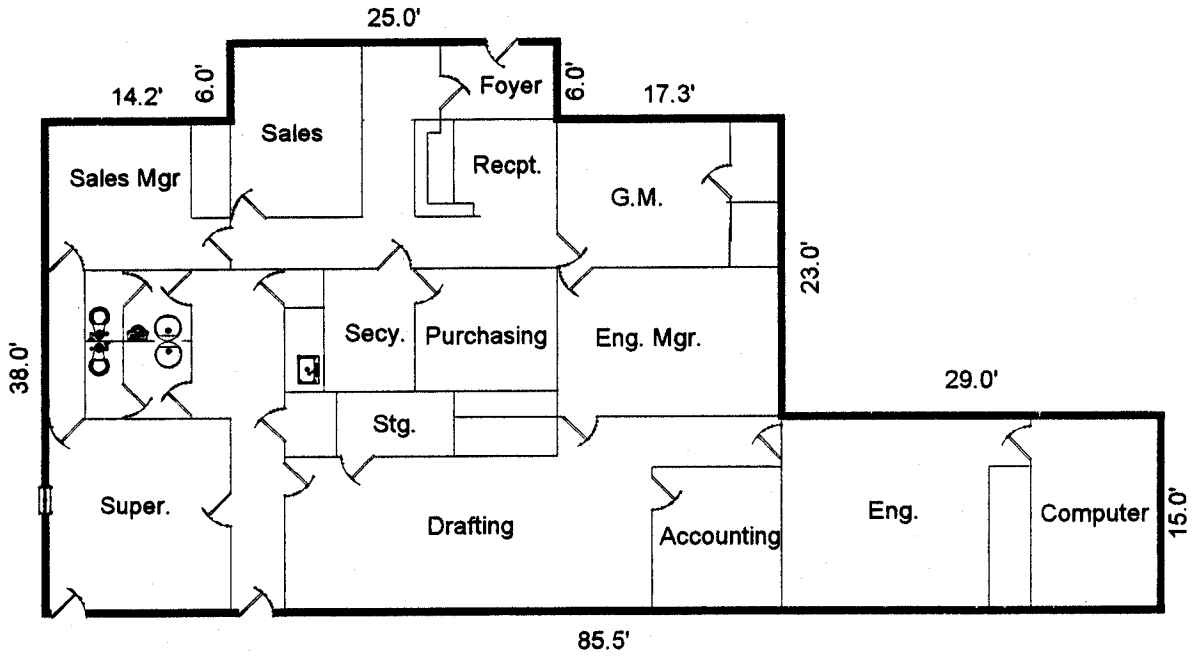 25.0'
6.0'
Foyer
6.0'
14.2'
17.3'
Sales
Sales Mgr
Recpt.
G.M.
23.0'
Secy.
Purchasing
Eng. Mgr.
38.0'
29.0'
Stg.
Super.
Drafting
Accounting
Eng.
Computer
15.0'
85.5'